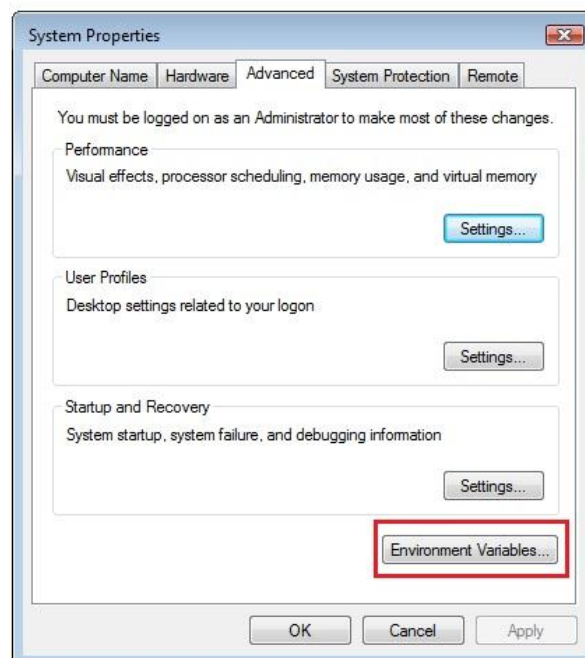 System Properties
Computer Name Hardware Advanced System Protection Remote
You must be logged on as an Administrator to make most of these changes.
Performance
Visual effects, processor scheduling, memory usage, and virtual memory
Settings...
User Profiles
Desktop settings related to your logon
Settings...
Startup and Recovery
System startup, system failure, and debugging information
Settings...
Environment Variables...
OK Cancel Apply